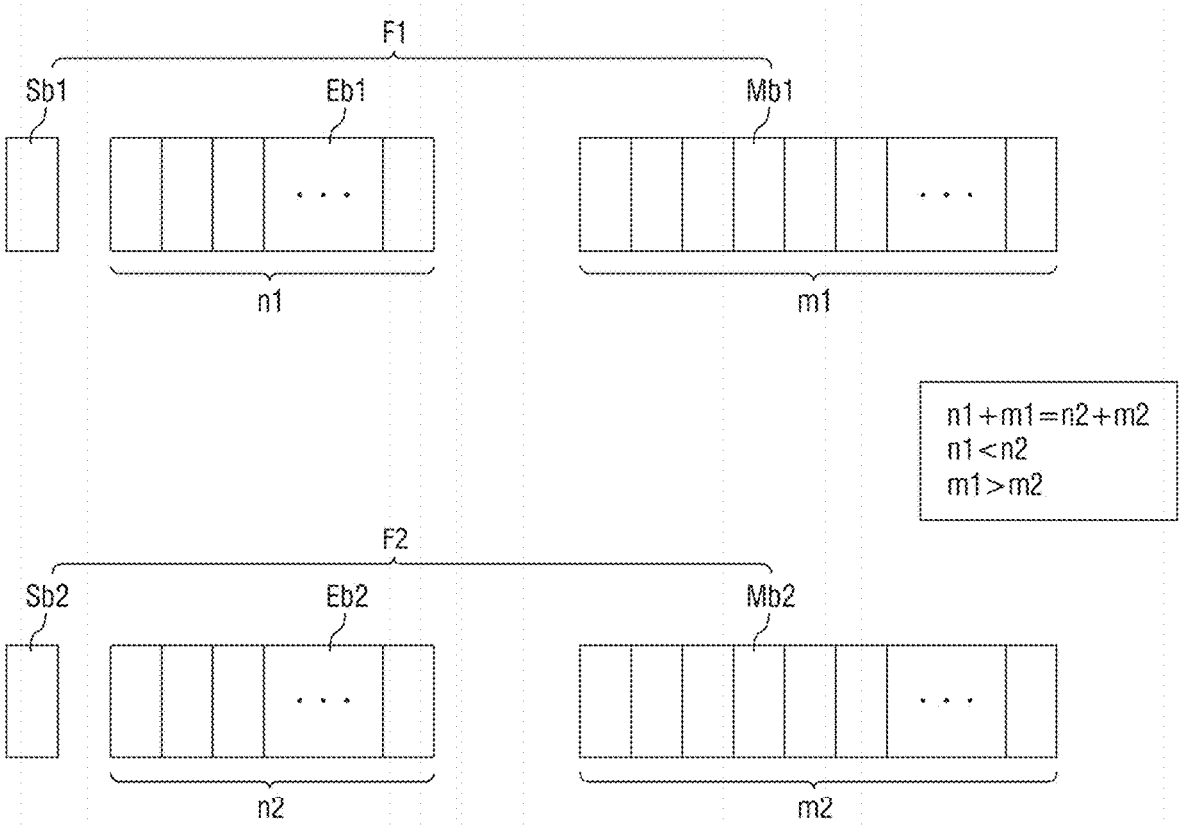 F1
Sb1 Eb1 Mb1
. . . . . .
n1 m1
n1+m1=n2+m2
n1<n2
m1>m2
F2
Sb2 Eb2 Mb2
. . . . . .
n2 m2